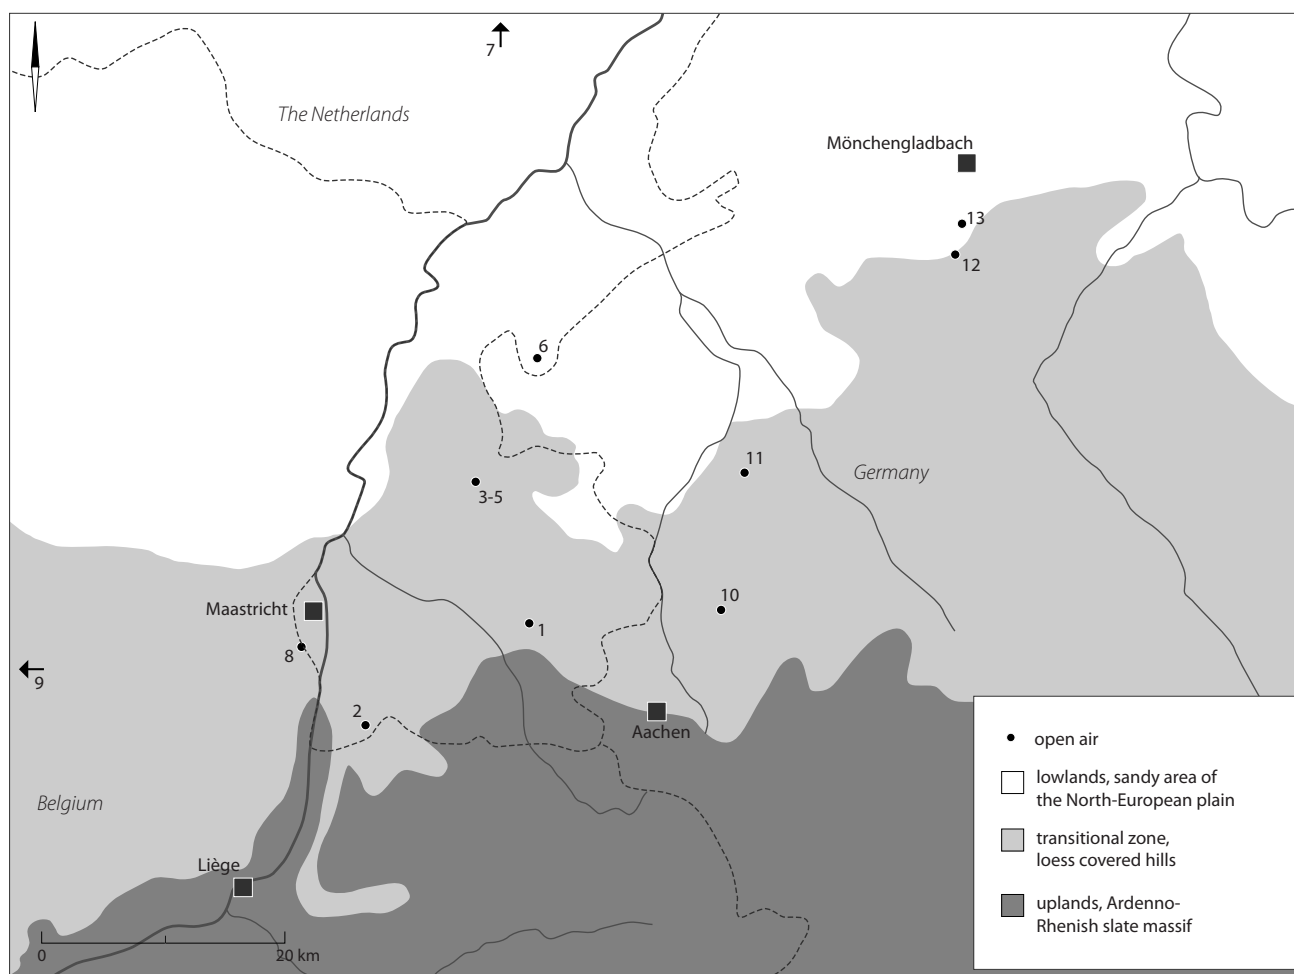 7
The Netherlands
Mönchengladbach
13
12
6
11
Germany
3-5
10
Maastricht
1
8
9
2
Aachen
open air
lowlands, sandy area of
the North-European plain
Belgium
transitional zone,
loess covered hills
Liège
uplands, Ardenno-
Rhenish slate massif
0
20 km